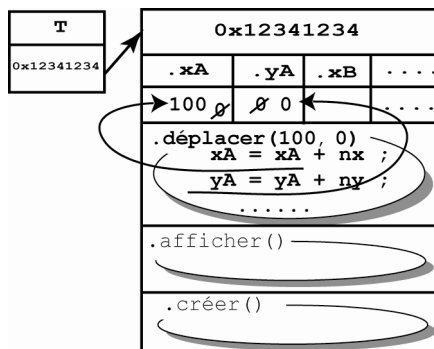 T
0x12341234
0x12341234
.xA .yA .xB ....
100 0 0 0 ....
.déplacer(100, 0)
xA = xA + nx ;
yA = yA + ny ;
......
.afficher()
.créer()